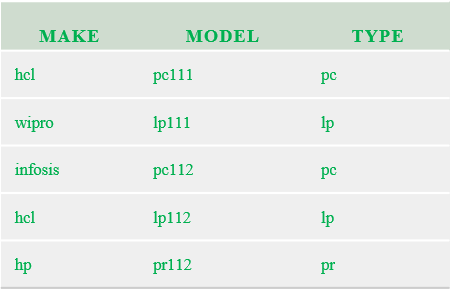 MAKE MODEL TYPE
hcl pc111 pc
wipro lp111 lp
infosis pc112 pc
hcl lp112 lp
hp pr112 pr